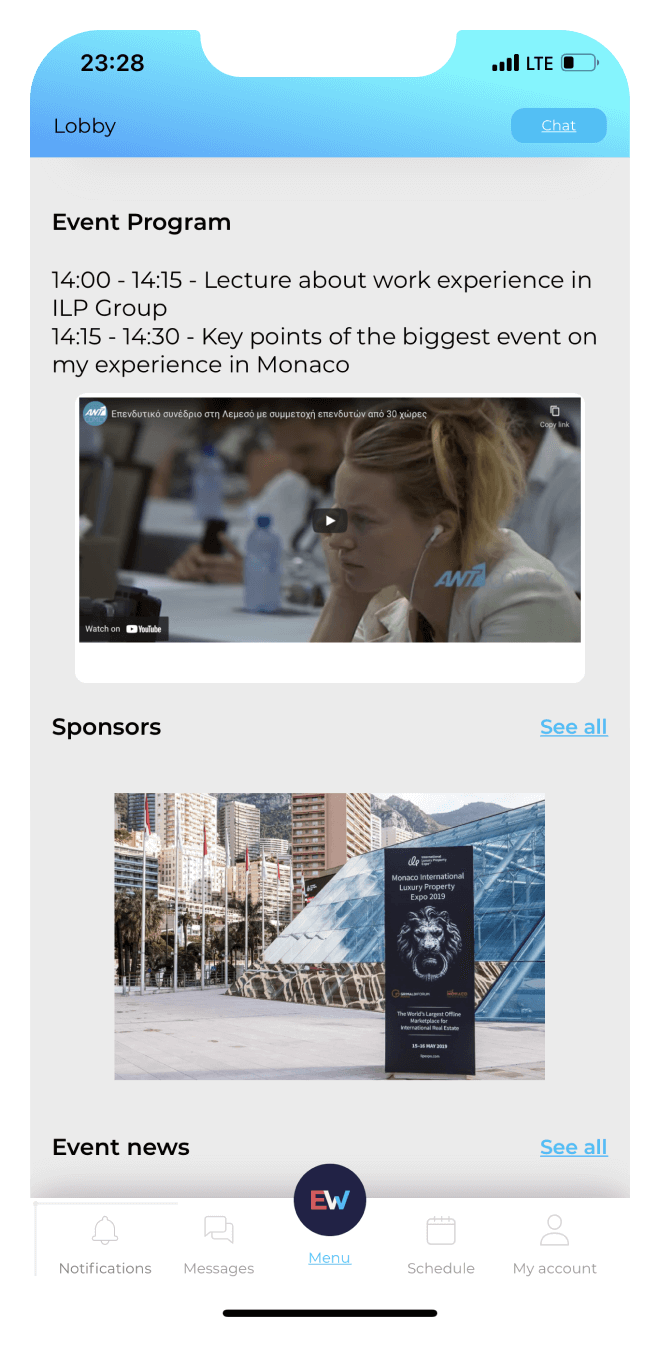 23:28
LTE
Lobby
Chat
Event Program
14:00 - 14:15 - Lecture about work experience in
ILP Group
14:15 - 14:30 - Key points of the biggest event on
my experience in Monaco
ANT1
Επενδυτικό συνέδριο στη Λεμεσό με συμμετοχή επενδυτών από 30 χώρες
Copy link
ANT1
Watch on YouTube
Sponsors
See all
ilp International
Luxury Property
Expo
Monaco International
Luxury Property
Expo 2019
The World's Largest Offline
Marketplace for
International Real Estate
15-16 MAY 2019
ilpexpo.com
Event news
See all
EW
Notifications
Messages
Menu
Schedule
My account